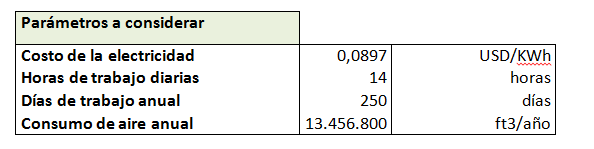 Parámetros a considerar
Costo de la electricidad 0,0897 USD/KWh
Horas de trabajo diarias 14 horas
Días de trabajo anual 250 días
Consumo de aire anual 13.456.800 ft3/año